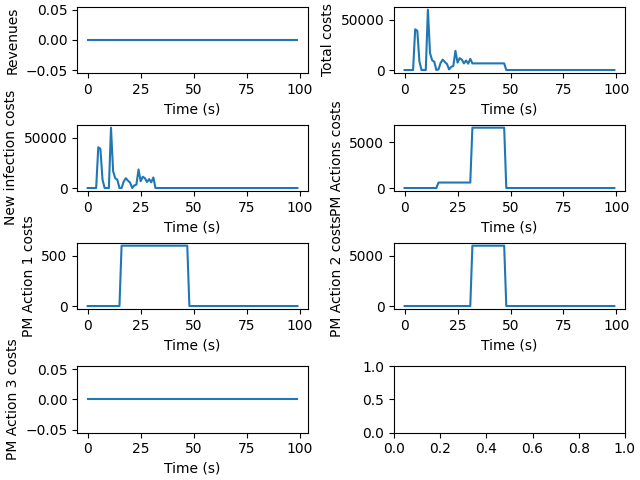 Revenues
0.05
0.00
−0.05
0 25 50 75 100
Time (s)
Total costs
50000
0
0 25 50 75 100
Time (s)
New infection costs
50000
0
0 25 50 75 100
Time (s)
PM Actions costs
5000
0
0 25 50 75 100
Time (s)
PM Action 1 costs
500
0
0 25 50 75 100
Time (s)
PM Action 2 costs
5000
0
0 25 50 75 100
Time (s)
PM Action 3 costs
0.05
0.00
−0.05
0 25 50 75 100
Time (s)
1.0
0.5
0.0
0.0 0.2 0.4 0.6 0.8 1.0